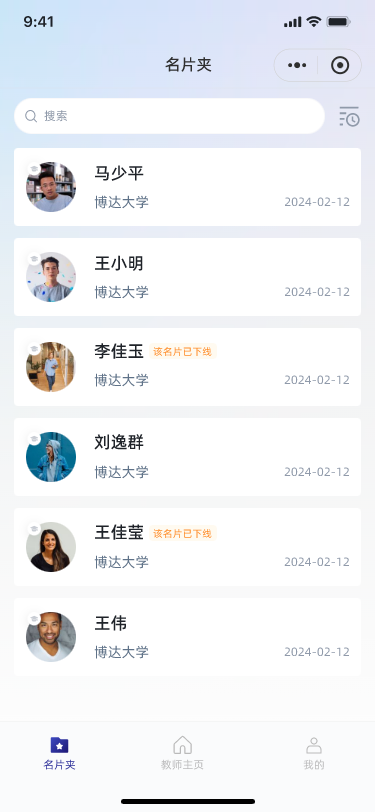 9:41
名片夹
搜索
马少平
博达大学 2024-02-12
王小明
博达大学 2024-02-12
李佳玉 该名片已下线
博达大学 2024-02-12
刘逸群
博达大学 2024-02-12
王佳莹 该名片已下线
博达大学 2024-02-12
王伟
博达大学 2024-02-12
名片夹 教师主页 我的